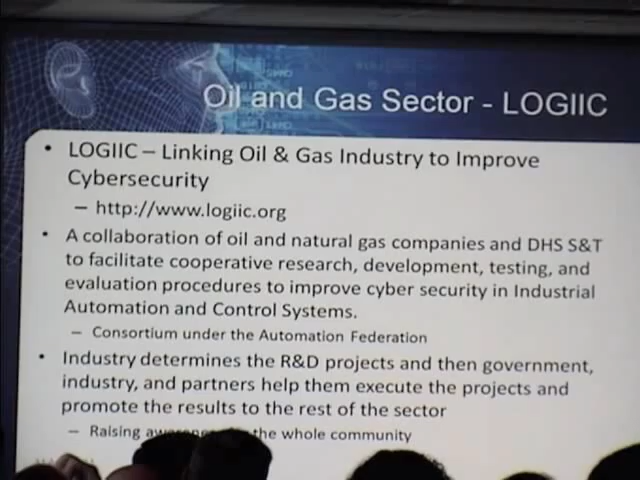 Oil and Gas Sector - LOGIIC
• LOGIIC – Linking Oil & Gas Industry to Improve
Cybersecurity
– http://www.logiic.org
• A collaboration of oil and natural gas companies and DHS S&T
to facilitate cooperative research, development, testing, and
evaluation procedures to improve cyber security in Industrial
Automation and Control Systems.
– Consortium under the Automation Federation
• Industry determines the R&D projects and then government,
industry, and partners help them execute the projects and
promote the results to the rest of the sector
– Raising the whole community